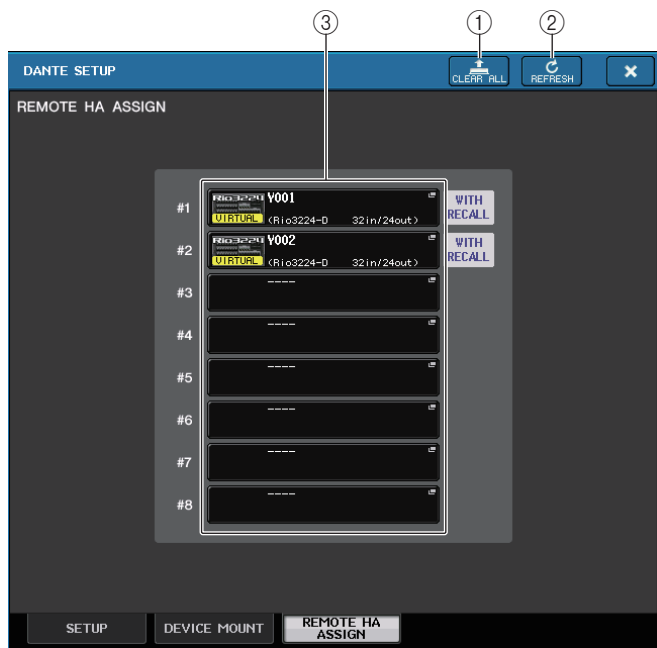 ③ ① ②
DANTE SETUP CLEAR ALL REFRESH
REMOTE HA ASSIGN
#1 Rio3224 VIRTUAL Y001 (Rio3224-D 32in/24out) WITH RECALL
#2 Rio3224 VIRTUAL Y002 (Rio3224-D 32in/24out) WITH RECALL
#3 ----
#4 ----
#5 ----
#6 ----
#7 ----
#8 ----
SETUP DEVICE MOUNT REMOTE HA ASSIGN